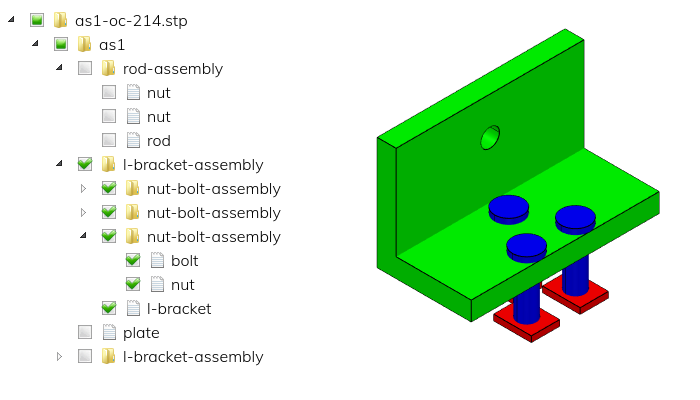 as1-oc-214.stp
as1
rod-assembly
nut
nut
rod
l-bracket-assembly
nut-bolt-assembly
nut-bolt-assembly
nut-bolt-assembly
bolt
nut
l-bracket
plate
l-bracket-assembly